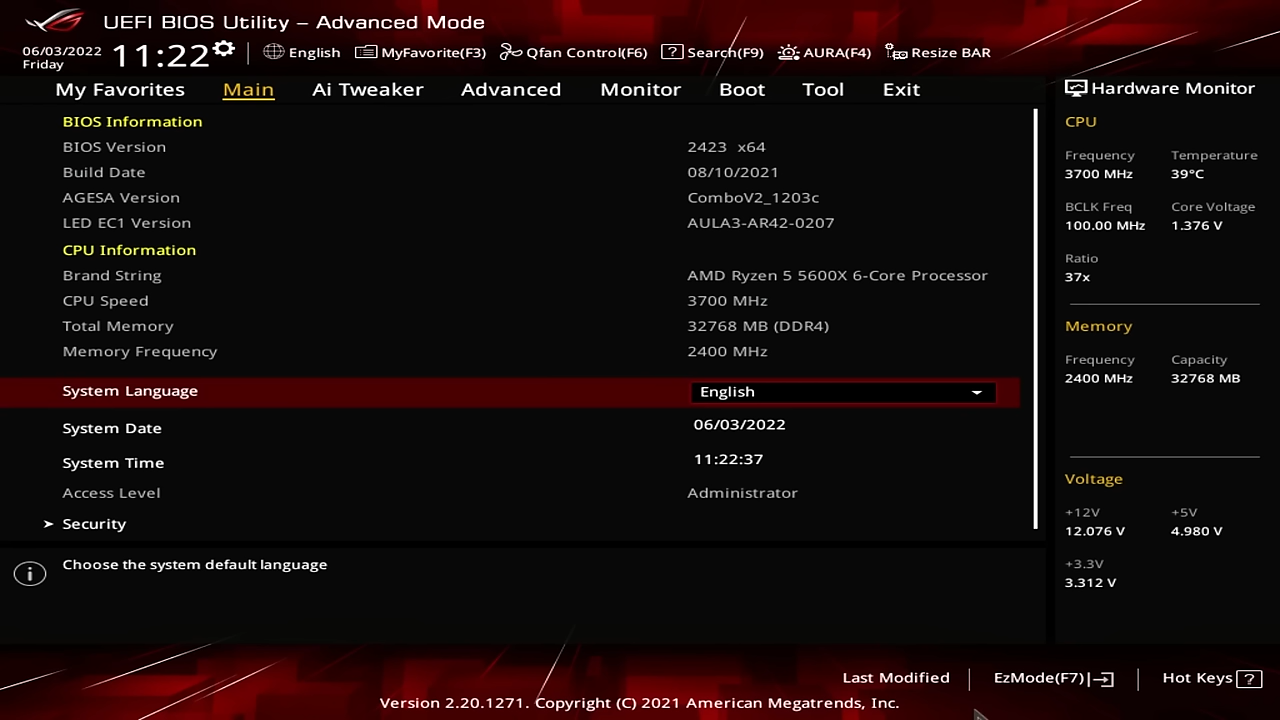 UEFI BIOS Utility – Advanced Mode
06/03/2022
Friday
11:22
English
MyFavorite(F3)
Qfan Control(F6)
? Search(F9)
AURA(F4)
Resize BAR
My Favorites Main Ai Tweaker Advanced Monitor Boot Tool Exit
BIOS Information
BIOS Version 2423 x64
Build Date 08/10/2021
AGESA Version ComboV2_1203c
LED EC1 Version AULA3-AR42-0207
CPU Information
Brand String AMD Ryzen 5 5600X 6-Core Processor
CPU Speed 3700 MHz
Total Memory 32768 MB (DDR4)
Memory Frequency 2400 MHz
System Language English
System Date 06/03/2022
System Time 11:22:37
Access Level Administrator
Security
Choose the system default language
Hardware Monitor
CPU
Frequency Temperature
3700 MHz 39°C
BCLK Freq Core Voltage
100.00 MHz 1.376 V
Ratio
37x
Memory
Frequency Capacity
2400 MHz 32768 MB
Voltage
+12V +5V
12.076 V 4.980 V
+3.3V
3.312 V
Last Modified EzMode(F7) Hot Keys ?
Version 2.20.1271. Copyright (C) 2021 American Megatrends, Inc.